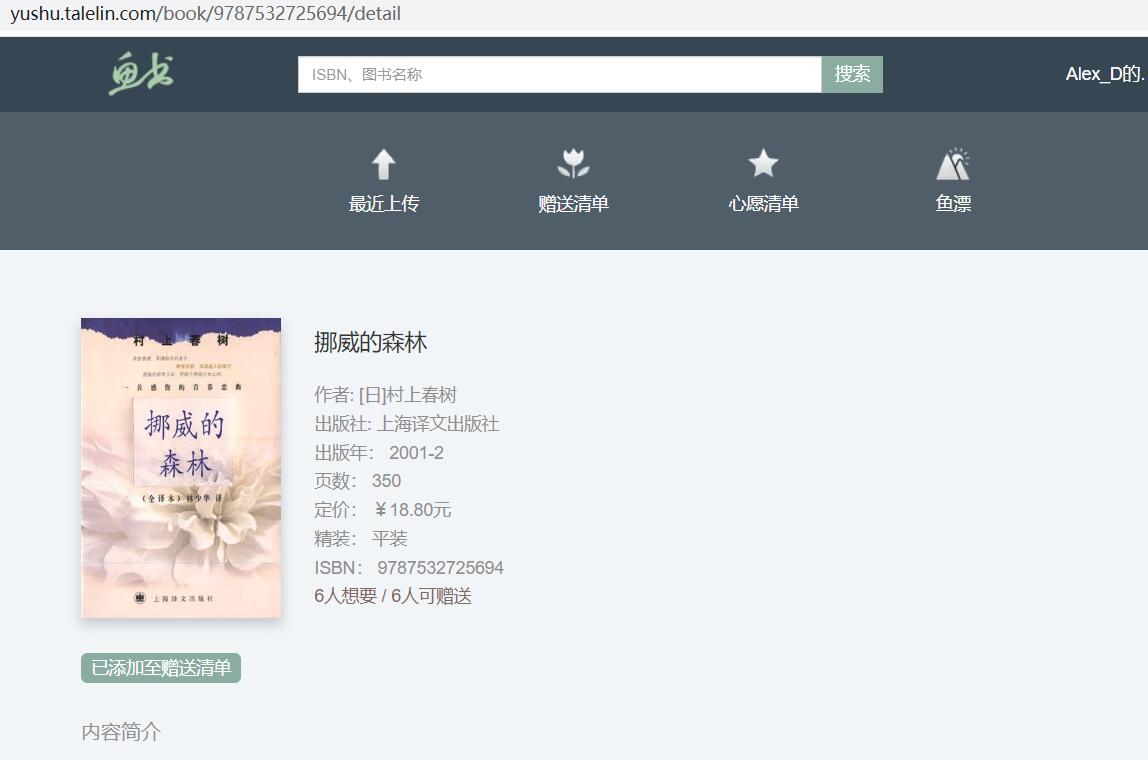 yushu.talelin.com/book/9787532725694/detail
鱼书
ISBN、图书名称
搜索
Alex_D的.
最近上传
赠送清单
心愿清单
鱼漂
村上春树
一首感伤的青春恋曲
挪威的
森林
(全译本)林少华 译
上海译文出版社
挪威的森林
作者: [日]村上春树
出版社: 上海译文出版社
出版年： 2001-2
页数： 350
定价： ￥18.80元
精装： 平装
ISBN： 9787532725694
6人想要 / 6人可赠送
已添加至赠送清单
内容简介